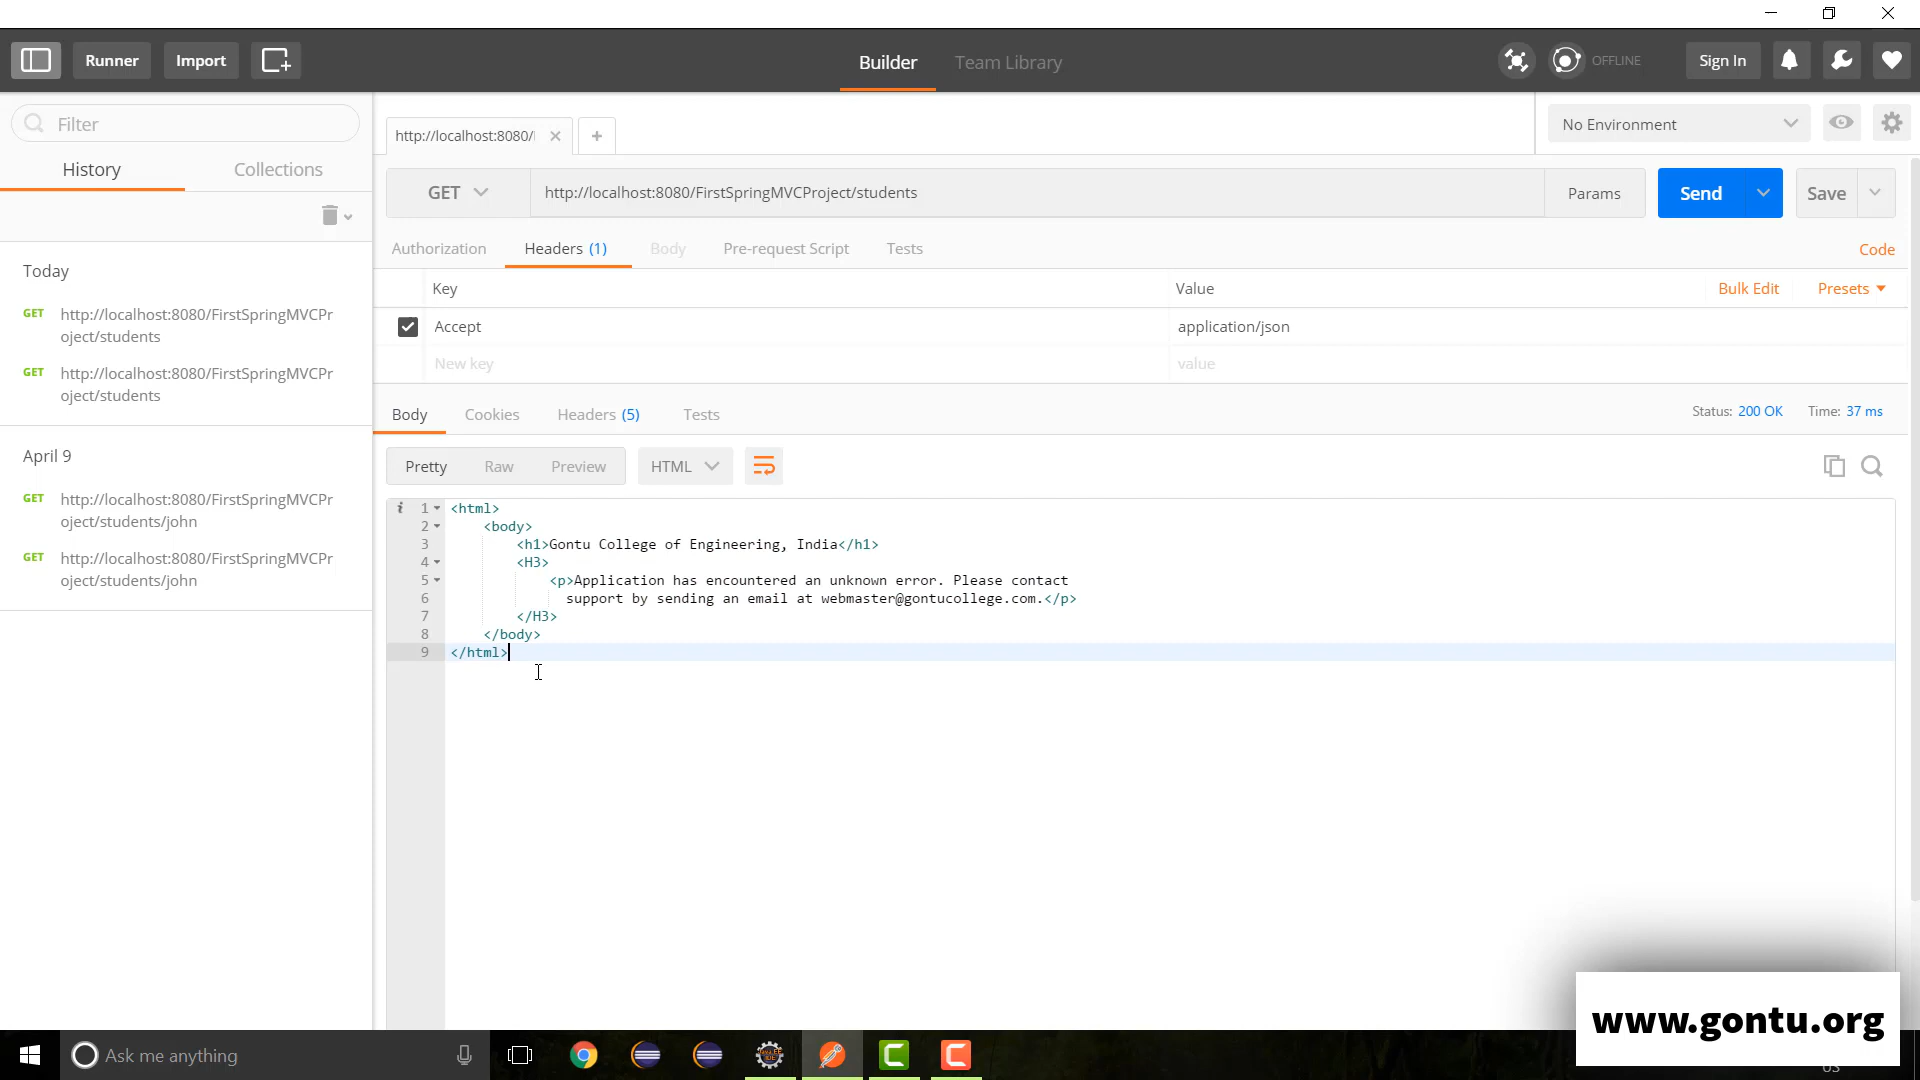 Runner
Import
Builder
Team Library
OFFLINE
Sign In
Filter
http://localhost:8080/
No Environment
History
Collections
GET
http://localhost:8080/FirstSpringMVCProject/students
Params
Send
Save
Authorization
Headers (1)
Body
Pre-request Script
Tests
Code
Today
Key
Value
Bulk Edit
Presets
GET
http://localhost:8080/FirstSpringMVCPr
oject/students
Accept
application/json
New key
value
GET
http://localhost:8080/FirstSpringMVCPr
oject/students
Body
Cookies
Headers (5)
Tests
Status: 200 OK
Time: 37 ms
April 9
Pretty
Raw
Preview
HTML
GET
http://localhost:8080/FirstSpringMVCPr
oject/students/john
GET
http://localhost:8080/FirstSpringMVCPr
oject/students/john
i 1 <html>
2 <body>
3 <h1>Gontu College of Engineering, India</h1>
4 <H3>
5 <p>Application has encountered an unknown error. Please contact
6 support by sending an email at webmaster@gontucollege.com.</p>
7 </H3>
8 </body>
9 </html>
www.gontu.org
Ask me anything